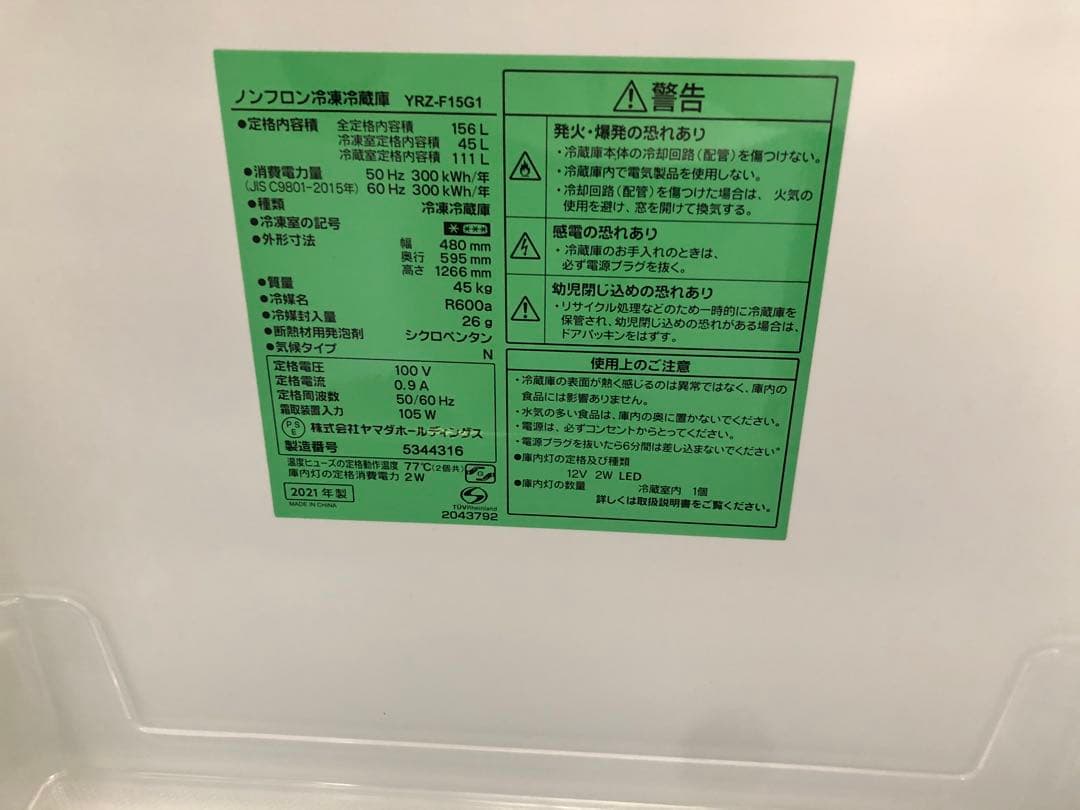 ノンフロン冷凍冷蔵庫 YRZ-F15G1
●定格内容積 全定格内容積 156 L
冷凍室定格内容積 45 L
冷蔵室定格内容積 111 L
●消費電力量 50 Hz 300 kWh/年
(JIS C9801-2015年) 60 Hz 300 kWh/年
●種類 冷凍冷蔵庫
●冷凍室の記号
●外形寸法 幅 480 mm
奥行 595 mm
高さ 1266 mm
●質量 45 kg
●冷媒名 R600a
●冷媒封入量 26 g
●断熱材用発泡剤 シクロペンタン
●気候タイプ N
定格電圧 100 V
定格電流 0.9 A
定格周波数 50/60 Hz
霜取装置入力 105 W
PSE 株式会社ヤマダホールディングス
製造番号 5344316
温度ヒューズの定格動作温度 77℃(2個共)
庫内灯の定格消費電力 2W
2021 年製
MADE IN CHINA
TÜVRheinland
2043792
⚠警告
発火・爆発の恐れあり
・冷蔵庫本体の冷却回路(配管)を傷つけない。
・冷蔵庫内で電気製品を使用しない。
・冷却回路(配管)を傷つけた場合は、火気の
使用を避け、窓を開けて換気する。
感電の恐れあり
・冷蔵庫のお手入れのときは、
必ず電源プラグを抜く。
幼児閉じ込めの恐れあり
・リサイクル処理などのため一時的に冷蔵庫を
保管され、幼児閉じ込めの恐れがある場合は、
ドアパッキンをはずす。
使用上のご注意
・冷蔵庫の表面が熱く感じるのは異常ではなく、庫内の
食品には影響ありません。
・水気の多い食品は、庫内の奥に置かないでください。
・電源は、必ずコンセントからとってください。
・電源プラグを抜いたら6分間は差し込まないでください。
●庫内灯の定格及び種類
12V 2W LED
●庫内灯の数量 冷蔵室内 1個
詳しくは取扱説明書をご覧ください。